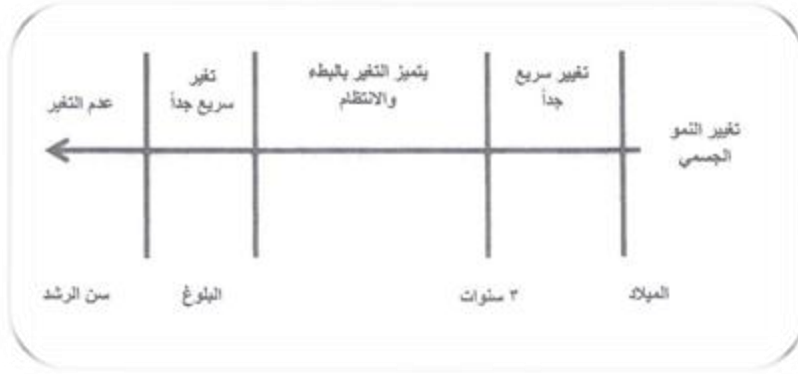 تغيير النمو
الجسمي
تغيير سريع
جداً
يتميز التغير بالبطء
والانتظام
تغير
سريع جداً
عدم التغير
الميلاد
٣ سنوات
البلوغ
سن الرشد